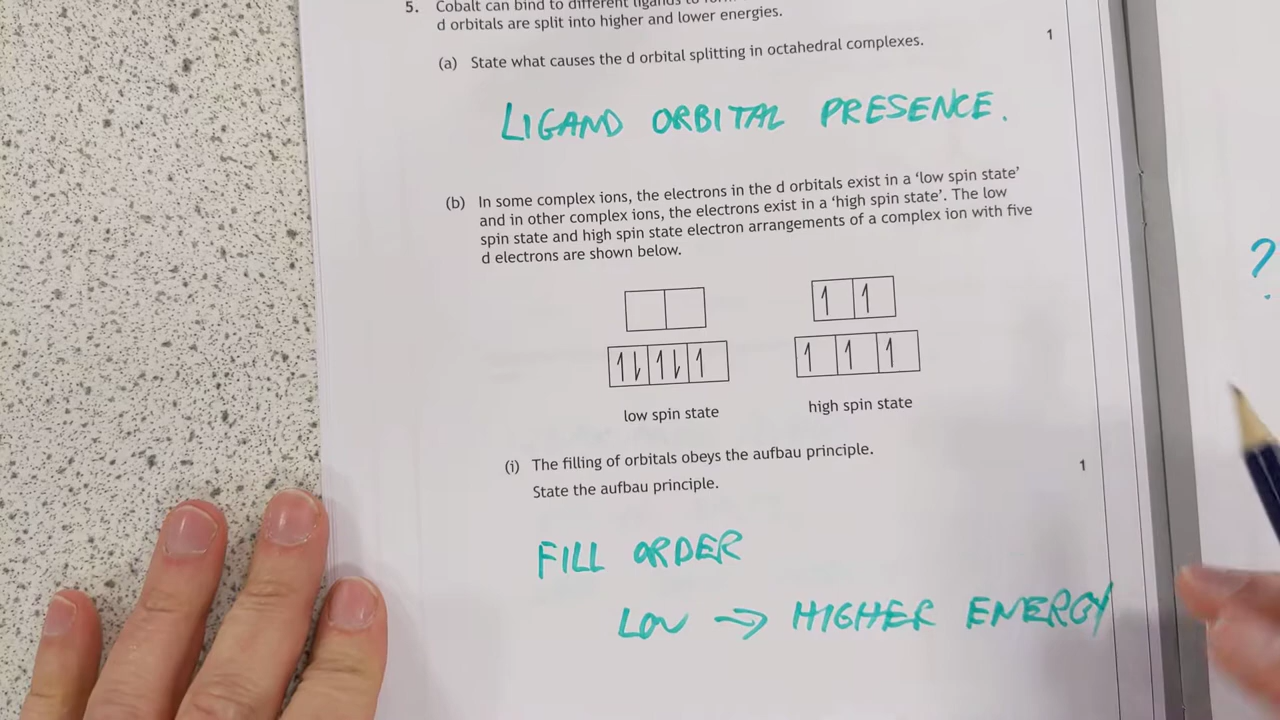 5. Cobalt can bind to different ligands to form
d orbitals are split into higher and lower energies.
(a) State what causes the d orbital splitting in octahedral complexes. 1
LIGAND ORBITAL PRESENCE.
(b) In some complex ions, the electrons in the d orbitals exist in a ‘low spin state’
and in other complex ions, the electrons exist in a ‘high spin state’. The low
spin state and high spin state electron arrangements of a complex ion with five
d electrons are shown below.
low spin state high spin state
(i) The filling of orbitals obeys the aufbau principle. 1
State the aufbau principle.
FILL ORDER
LOW → HIGHER ENERGY
?